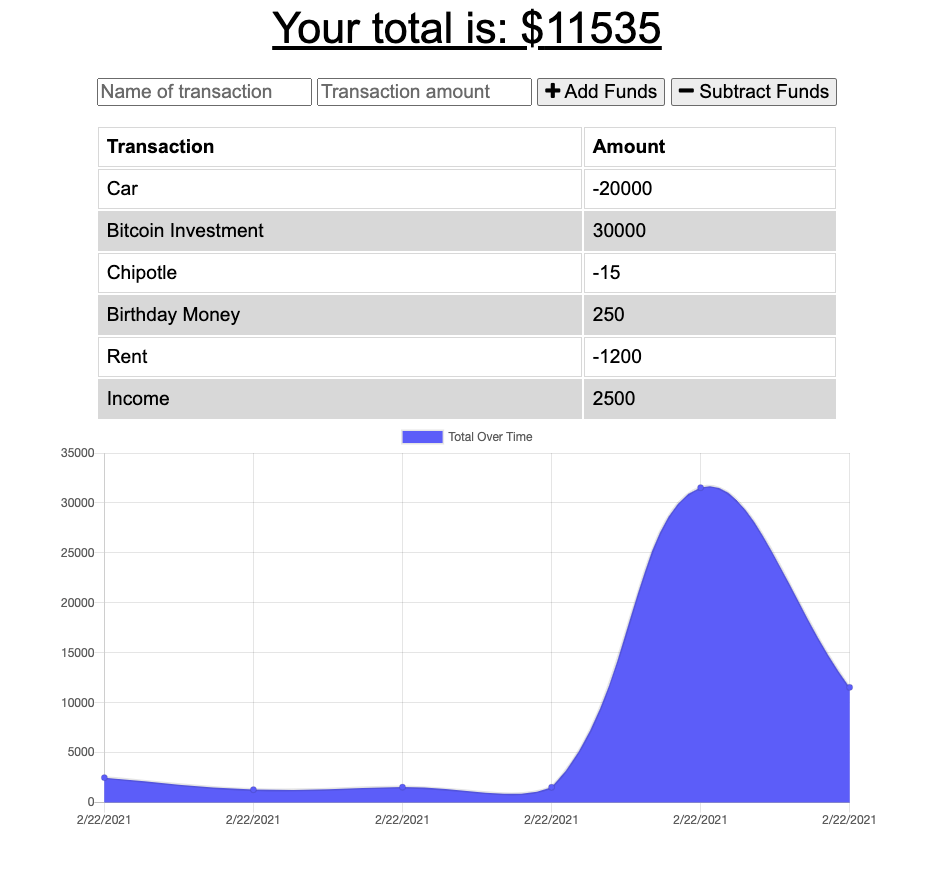 Your total is: $11535
Name of transaction Transaction amount + Add Funds − Subtract Funds
Transaction Amount
Car -20000
Bitcoin Investment 30000
Chipotle -15
Birthday Money 250
Rent -1200
Income 2500
Total Over Time
35000
30000
25000
20000
15000
10000
5000
0
2/22/2021 2/22/2021 2/22/2021 2/22/2021 2/22/2021 2/22/2021